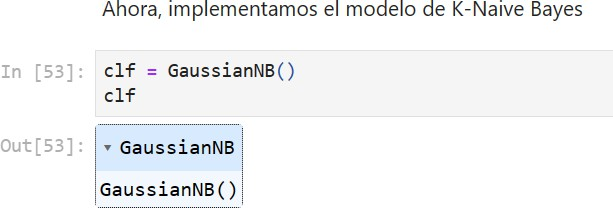 Ahora, implementamos el modelo de K-Naive Bayes
In [53]: clf = GaussianNB()
clf
Out[53]: ▾ GaussianNB
GaussianNB()